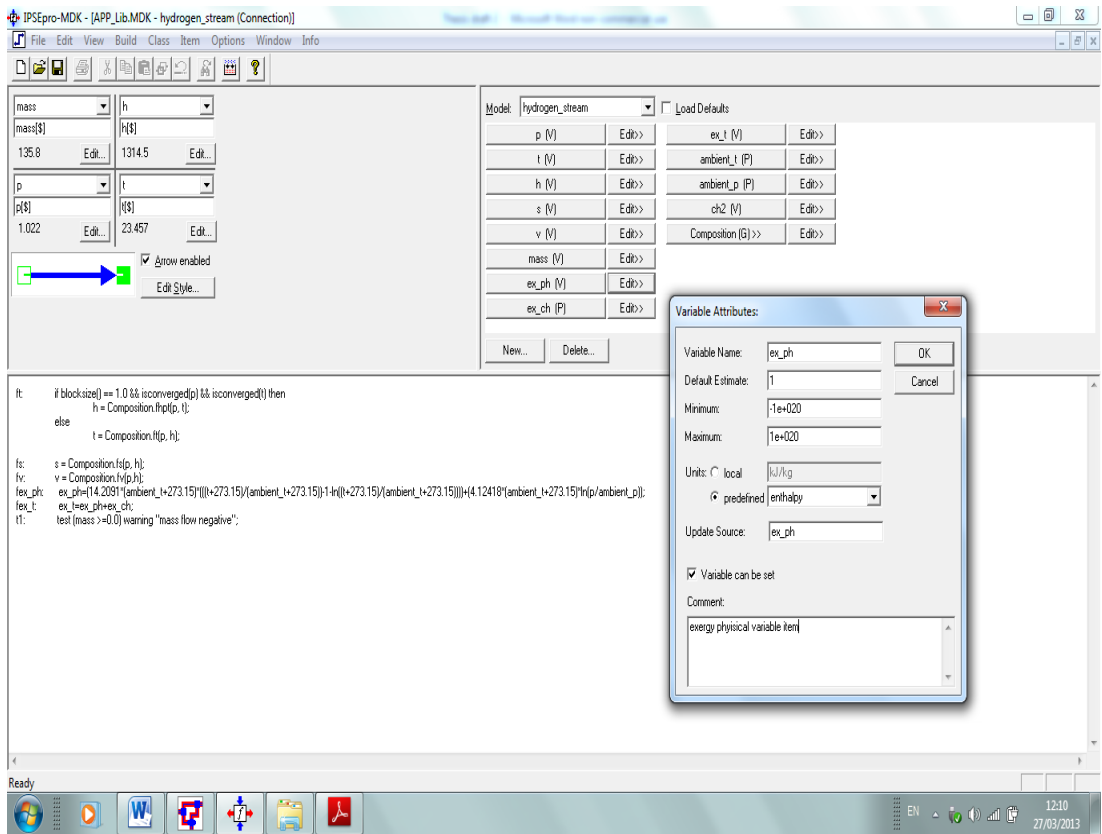 IPSEpro-MDK - [APP_Lib.MDK - hydrogen_stream (Connection)]
File Edit View Build Class Item Options Window Info
mass h
mass[$] h[$]
135.8 Edit... 1314.5 Edit...
p t
p[$] t[$]
1.022 Edit... 23.457 Edit...
Arrow enabled
Edit Style...
Model: hydrogen_stream Load Defaults
p (V) Edit>> ex_t (V) Edit>>
t (V) Edit>> ambient_t (P) Edit>>
h (V) Edit>> ambient_p (P) Edit>>
s (V) Edit>> ch2 (V) Edit>>
v (V) Edit>> Composition (G) >> Edit>>
mass (V) Edit>>
ex_ph (V) Edit>>
ex_ch (P) Edit>>
New... Delete...
ft: if blocksize() == 1.0 && isconverged(p) && isconverged(t) then
h = Composition.fhpt(p, t);
else
t = Composition.ft(p, h);
fs: s = Composition.fs(p, h);
fv: v = Composition.fv(p,h);
fex_ph: ex_ph=(14.2091*(ambient_t+273.15)*(((t+273.15)/(ambient_t+273.15))-1-ln((t+273.15)/(ambient_t+273.15))))+(4.12418*(ambient_t+273.15)*ln(p/ambient_p));
fex_t: ex_t=ex_ph+ex_ch;
t1: test (mass >=0.0) warning "mass flow negative";
Variable Attributes:
Variable Name: ex_ph OK
Default Estimate: 1 Cancel
Minimum: -1e+020
Maximum: 1e+020
Units: local kJ/kg
predefined enthalpy
Update Source: ex_ph
Variable can be set
Comment:
exergy phyisical variable item
Ready
EN 12:10
27/03/2013